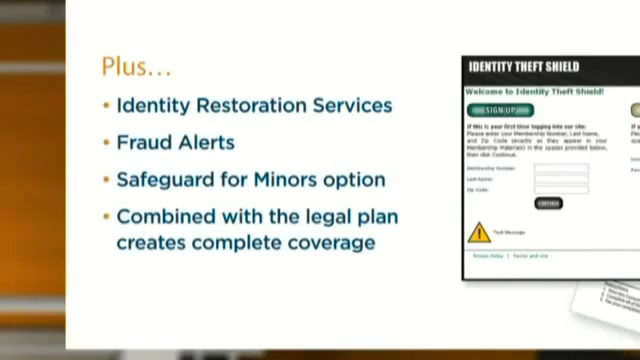 Plus...
• Identity Restoration Services
• Fraud Alerts
• Safeguard for Minors option
• Combined with the legal plan
creates complete coverage
IDENTITY THEFT SHIELD
Welcome to Identity Theft Shield!
SIGN UP
If this is your first time logging into our site:
Please enter your Membership Number, Last Name,
and Zip Code (exactly as they appear in your
Membership Materials) in the spaces provided below,
then click Continue.
Membership Number:
Last Name:
Zip Code:
CONTINUE
Text Message.
Privacy Policy | Terms and Use